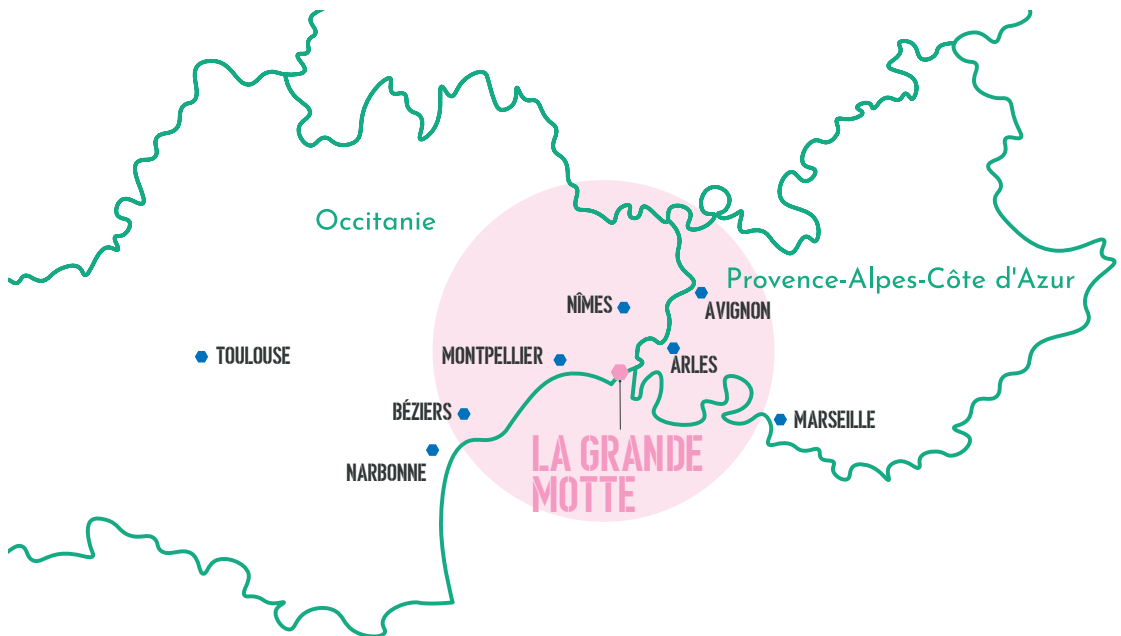 Occitanie
Provence-Alpes-Côte d'Azur
NÎMES
AVIGNON
TOULOUSE
MONTPELLIER
ARLES
BÉZIERS
MARSEILLE
NARBONNE
LA GRANDE
MOTTE